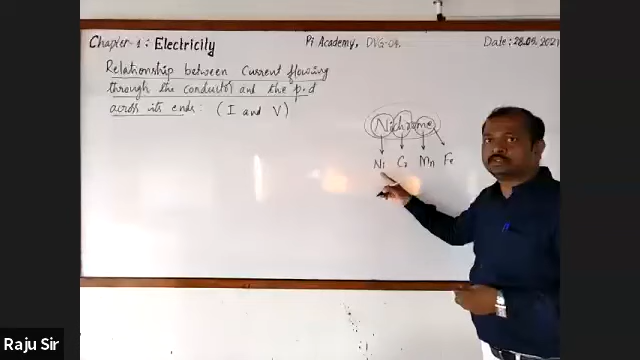 Chapter-1 : Electricity
Pi Academy, DVG-04.
Date: 28.05.2021
Relationship between Current flowing
through the conductor and the p.d
across its ends: (I and V)
Nichrome
Ni Cr Mn Fe
Raju Sir